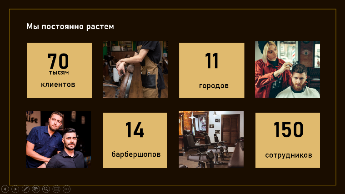 Мы постоянно растем
70
тысяч
клиентов
11
городов
14
барбершопов
150
сотрудников